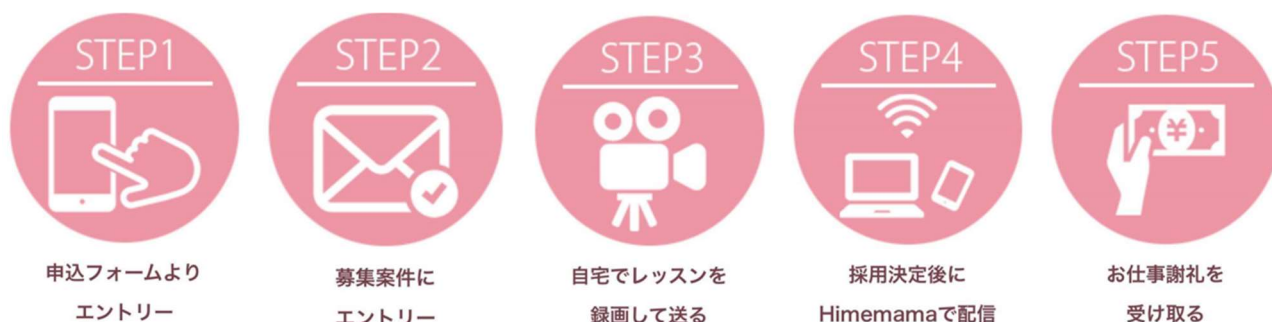 STEP1
STEP2
STEP3
STEP4
STEP5
¥
申込フォームより
エントリー
募集案件に
エントリー
自宅でレッスンを
録画して送る
採用決定後に
Himemamaで配信
お仕事謝礼を
受け取る